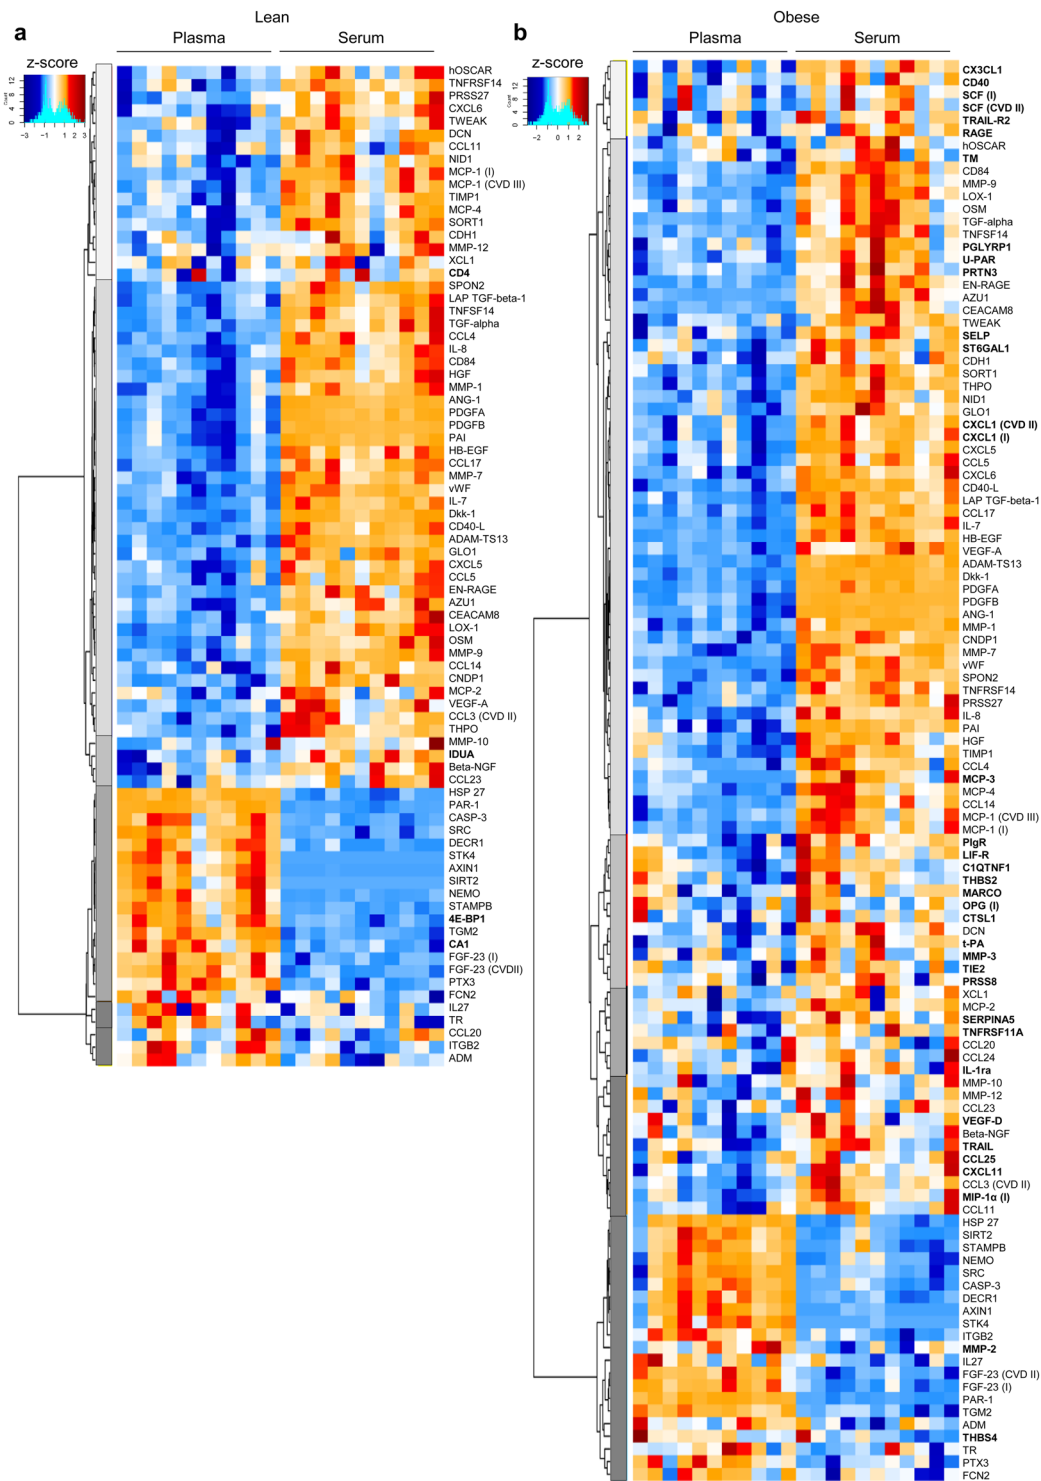 Lean
a
Plasma
Serum
z-score
Count
0 4 8 12
−3 −1 0 1 2 3
hOSCAR
TNFRSF14
PRSS27
CXCL6
TWEAK
DCN
CCL11
NID1
MCP-1 (I)
MCP-1 (CVD III)
TIMP1
MCP-4
SORT1
CDH1
MMP-12
XCL1
CD4
SPON2
LAP TGF-beta-1
TNFSF14
TGF-alpha
CCL4
IL-8
CD84
HGF
MMP-1
ANG-1
PDGFA
PDGFB
PAI
HB-EGF
CCL17
MMP-7
vWF
IL-7
Dkk-1
CD40-L
ADAM-TS13
GLO1
CXCL5
CCL5
EN-RAGE
AZU1
CEACAM8
LOX-1
OSM
MMP-9
CCL14
CNDP1
MCP-2
VEGF-A
CCL3 (CVD II)
THPO
MMP-10
IDUA
Beta-NGF
CCL23
HSP 27
PAR-1
CASP-3
SRC
DECR1
STK4
AXIN1
SIRT2
NEMO
STAMPB
4E-BP1
TGM2
CA1
FGF-23 (I)
FGF-23 (CVDII)
PTX3
FCN2
IL27
TR
CCL20
ITGB2
ADM
Obese
b
Plasma
Serum
z-score
Count
0 4 8 12
−2 0 1 2
CX3CL1
CD40
SCF (I)
SCF (CVD II)
TRAIL-R2
RAGE
hOSCAR
TM
CD84
MMP-9
LOX-1
OSM
TGF-alpha
TNFSF14
PGLYRP1
U-PAR
PRTN3
EN-RAGE
AZU1
CEACAM8
TWEAK
SELP
ST6GAL1
CDH1
SORT1
THPO
NID1
GLO1
CXCL1 (CVD II)
CXCL1 (I)
CXCL5
CCL5
CXCL6
CD40-L
LAP TGF-beta-1
CCL17
IL-7
HB-EGF
VEGF-A
ADAM-TS13
Dkk-1
PDGFA
PDGFB
ANG-1
MMP-1
CNDP1
MMP-7
vWF
SPON2
TNFRSF14
PRSS27
IL-8
PAI
HGF
TIMP1
CCL4
MCP-3
MCP-4
CCL14
MCP-1 (CVD III)
MCP-1 (I)
PIgR
LIF-R
C1QTNF1
THBS2
MARCO
OPG (I)
CTSL1
DCN
t-PA
MMP-3
TIE2
PRSS8
XCL1
MCP-2
SERPINA5
TNFRSF11A
CCL20
CCL24
IL-1ra
MMP-10
MMP-12
CCL23
VEGF-D
Beta-NGF
TRAIL
CCL25
CXCL11
CCL3 (CVD II)
MIP-1α (I)
CCL11
HSP 27
SIRT2
STAMPB
NEMO
SRC
CASP-3
DECR1
AXIN1
STK4
ITGB2
MMP-2
IL27
FGF-23 (CVD II)
FGF-23 (I)
PAR-1
TGM2
ADM
THBS4
TR
PTX3
FCN2